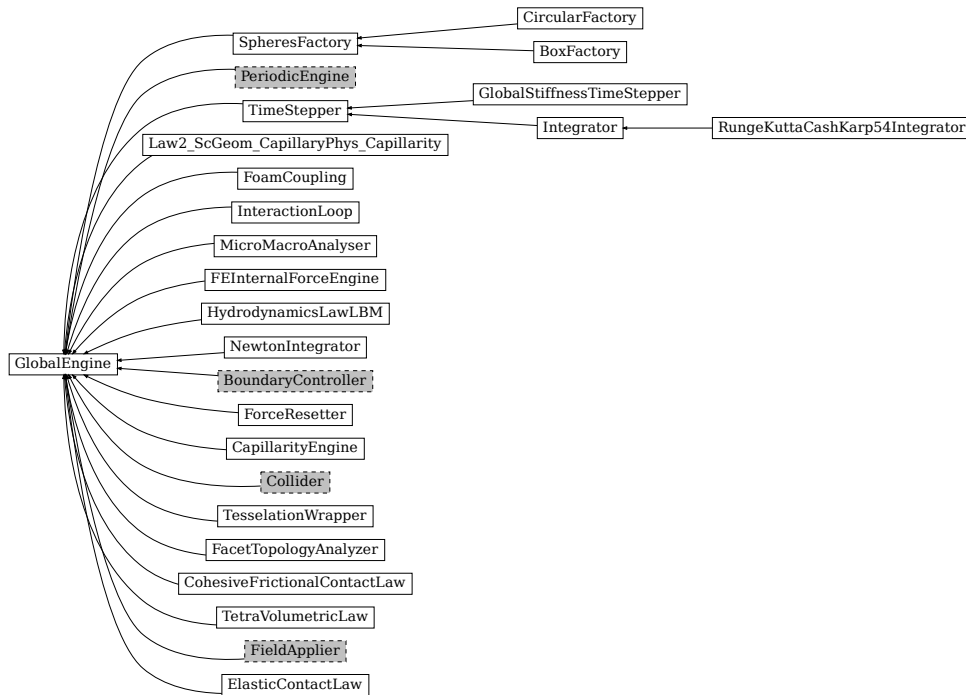 CircularFactory
SpheresFactory
BoxFactory
PeriodicEngine
GlobalStiffnessTimeStepper
TimeStepper
Integrator
RungeKuttaCashKarp54Integrator
Law2_ScGeom_CapillaryPhys_Capillarity
FoamCoupling
InteractionLoop
MicroMacroAnalyser
FEInternalForceEngine
HydrodynamicsLawLBM
NewtonIntegrator
GlobalEngine
BoundaryController
ForceResetter
CapillarityEngine
Collider
TesselationWrapper
FacetTopologyAnalyzer
CohesiveFrictionalContactLaw
TetraVolumetricLaw
FieldApplier
ElasticContactLaw